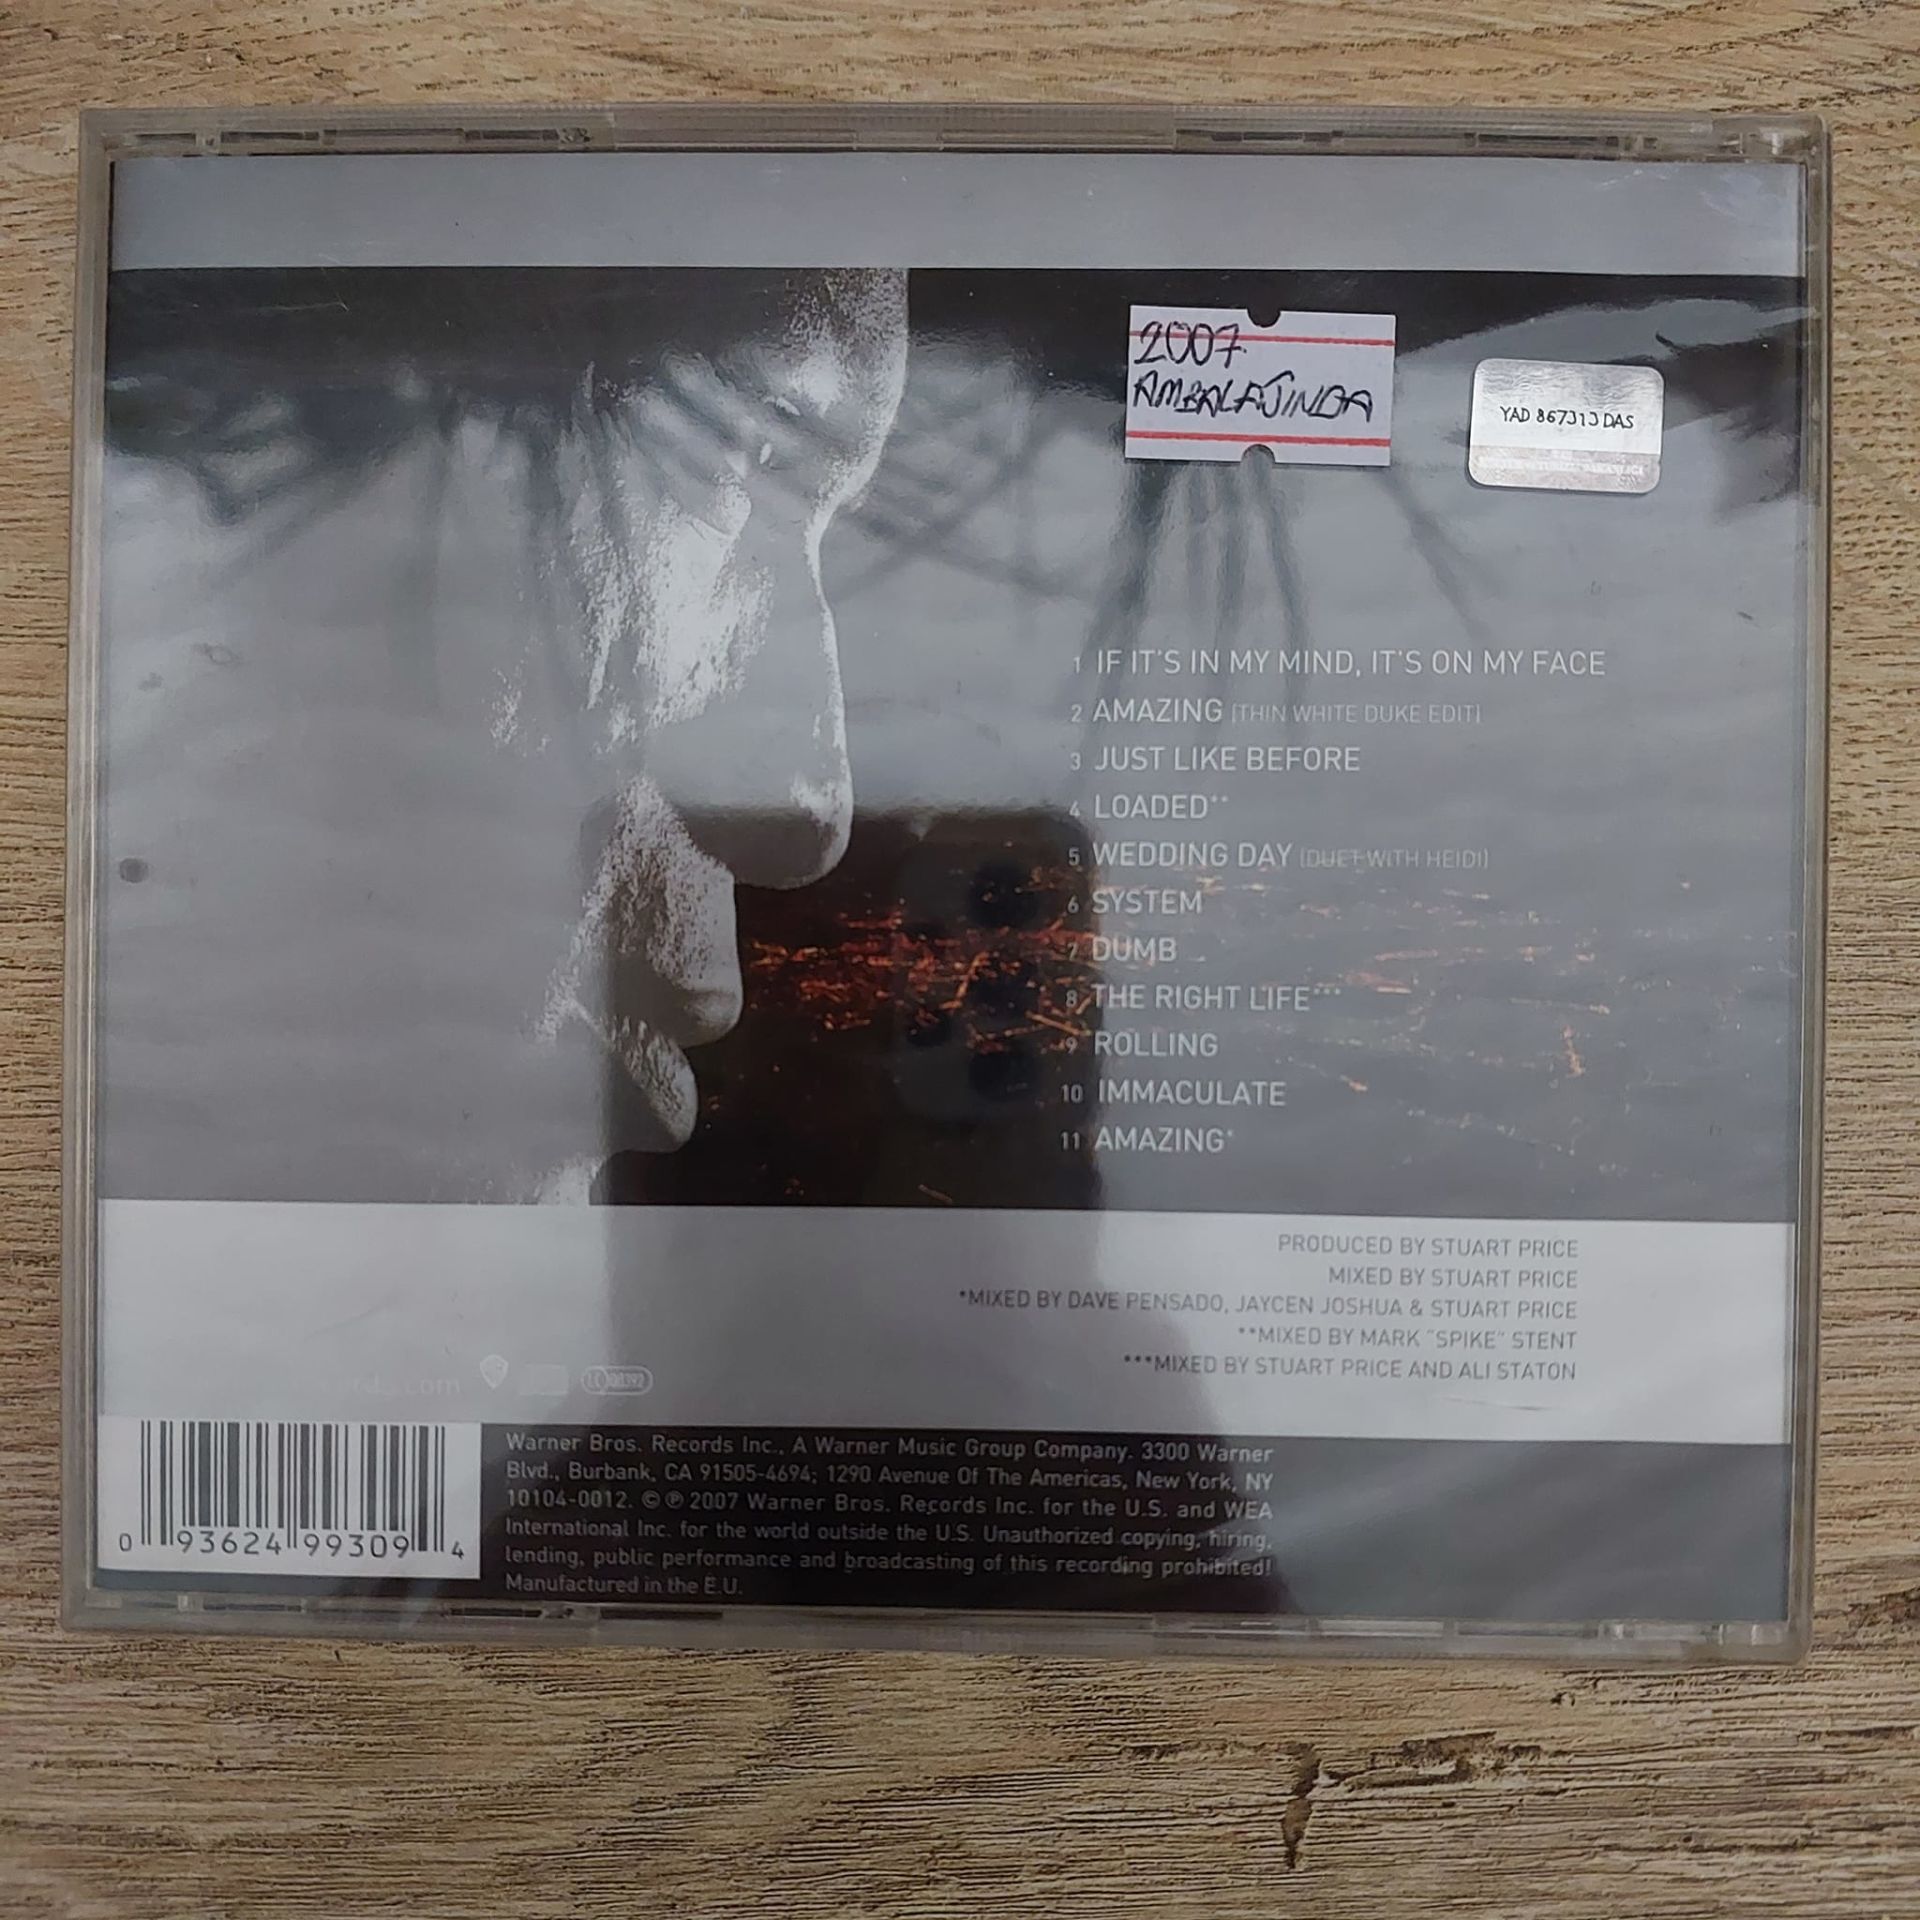 2007
AMBALAJINDA
YAD 867313 DAS
1 IF IT'S IN MY MIND, IT'S ON MY FACE
2 AMAZING [THIN WHITE DUKE EDIT]
3 JUST LIKE BEFORE
4 LOADED**
5 WEDDING DAY [DUET WITH HEIDI]
6 SYSTEM
7 DUMB
8 THE RIGHT LIFE***
9 ROLLING
10 IMMACULATE
11 AMAZING*
PRODUCED BY STUART PRICE
MIXED BY STUART PRICE
*MIXED BY DAVE PENSADO, JAYCEN JOSHUA & STUART PRICE
**MIXED BY MARK "SPIKE" STENT
***MIXED BY STUART PRICE AND ALI STATON
Warner Bros. Records Inc., A Warner Music Group Company. 3300 Warner
Blvd., Burbank, CA 91505-4694; 1290 Avenue Of The Americas, New York, NY
10104-0012. © ℗ 2007 Warner Bros. Records Inc. for the U.S. and WEA
International Inc. for the world outside the U.S. Unauthorized copying, hiring,
lending, public performance and broadcasting of this recording prohibited!
Manufactured in the E.U.
0 93624 99309 4